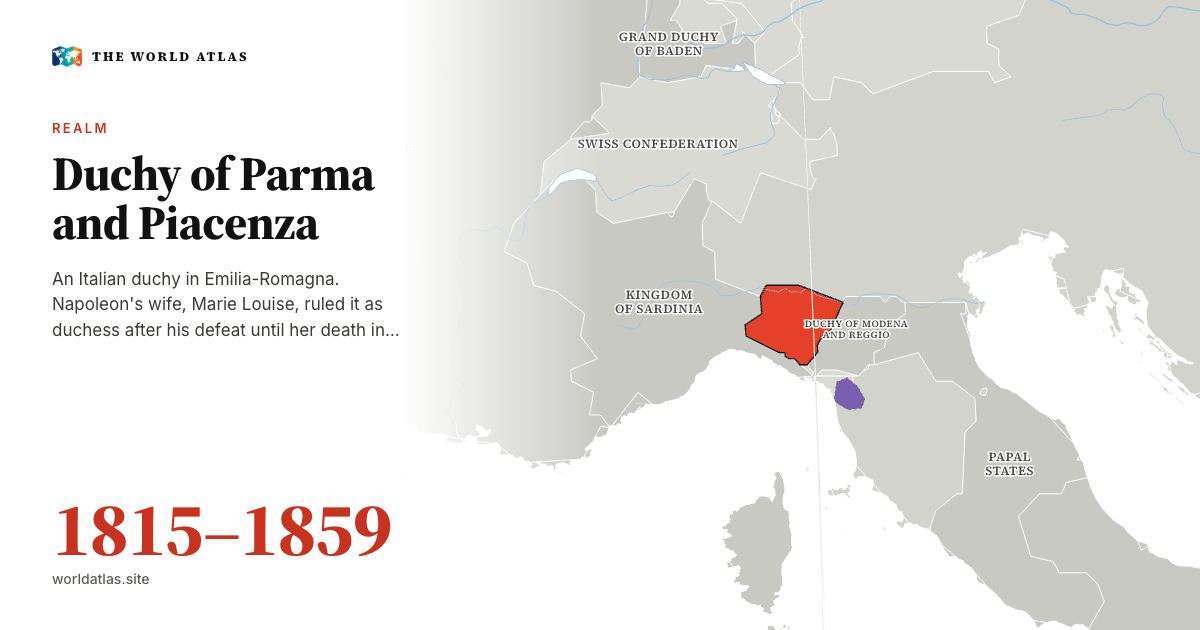 THE WORLD ATLAS
REALM
Duchy of Parma
and Piacenza
An Italian duchy in Emilia-Romagna.
Napoleon's wife, Marie Louise, ruled it as
duchess after his defeat until her death in...
1815–1859
worldatlas.site
GRAND DUCHY
OF BADEN
SWISS CONFEDERATION
KINGDOM
OF SARDINIA
DUCHY OF MODENA
AND REGGIO
PAPAL
STATES